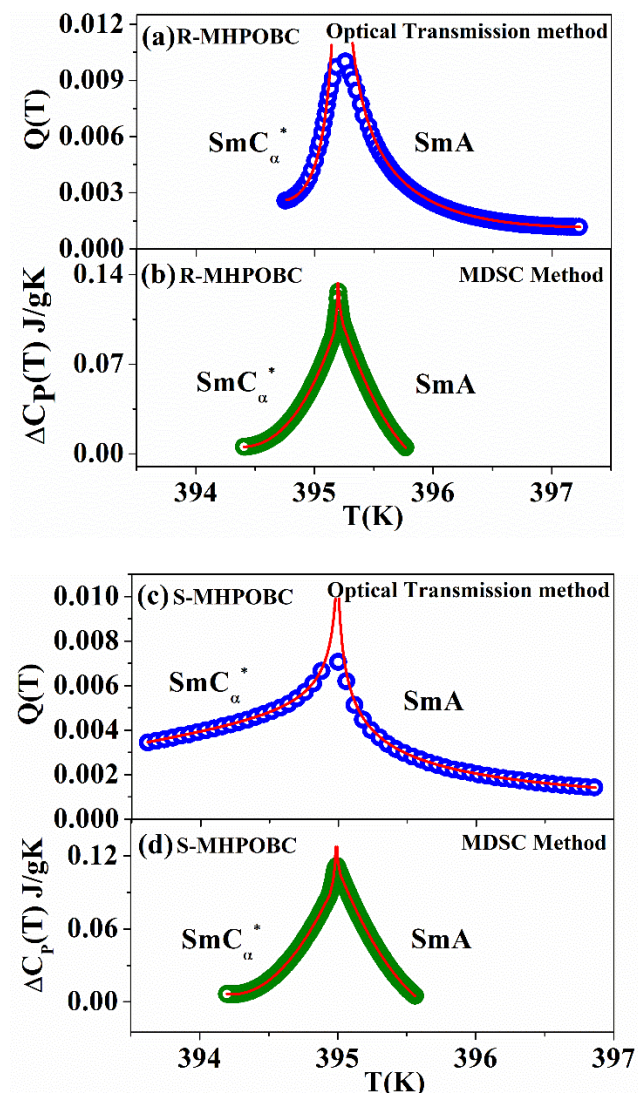 (a) R-MHPOBC Optical Transmission method
0.012
0.009
0.006
0.003
0.000
Q(T)
SmCα* SmA
(b) R-MHPOBC MDSC Method
0.14
0.07
0.00
ΔCP(T) J/gK
SmCα* SmA
394 395 396 397
T(K)
(c) S-MHPOBC Optical Transmission method
0.010
0.008
0.006
0.004
0.002
0.000
Q(T)
SmCα* SmA
(d) S-MHPOBC MDSC Method
0.12
0.06
0.00
ΔCP(T) J/gK
SmCα* SmA
394 395 396 397
T(K)